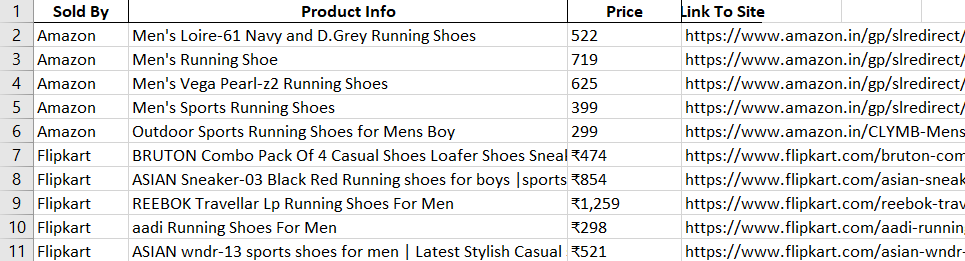 1 Sold By Product Info Price Link To Site
2 Amazon Men's Loire-61 Navy and D.Grey Running Shoes 522 https://www.amazon.in/gp/slredirect/
3 Amazon Men's Running Shoe 719 https://www.amazon.in/gp/slredirect/
4 Amazon Men's Vega Pearl-z2 Running Shoes 625 https://www.amazon.in/gp/slredirect/
5 Amazon Men's Sports Running Shoes 399 https://www.amazon.in/gp/slredirect/
6 Amazon Outdoor Sports Running Shoes for Mens Boy 299 https://www.amazon.in/CLYMB-Mens
7 Flipkart BRUTON Combo Pack Of 4 Casual Shoes Loafer Shoes Sneal ₹474 https://www.flipkart.com/bruton-com
8 Flipkart ASIAN Sneaker-03 Black Red Running shoes for boys |sports ₹854 https://www.flipkart.com/asian-sneak
9 Flipkart REEBOK Travellar Lp Running Shoes For Men ₹1,259 https://www.flipkart.com/reebok-trav
10 Flipkart aadi Running Shoes For Men ₹298 https://www.flipkart.com/aadi-runnin
11 Flipkart ASIAN wndr-13 sports shoes for men | Latest Stylish Casual ₹521 https://www.flipkart.com/asian-wndr-